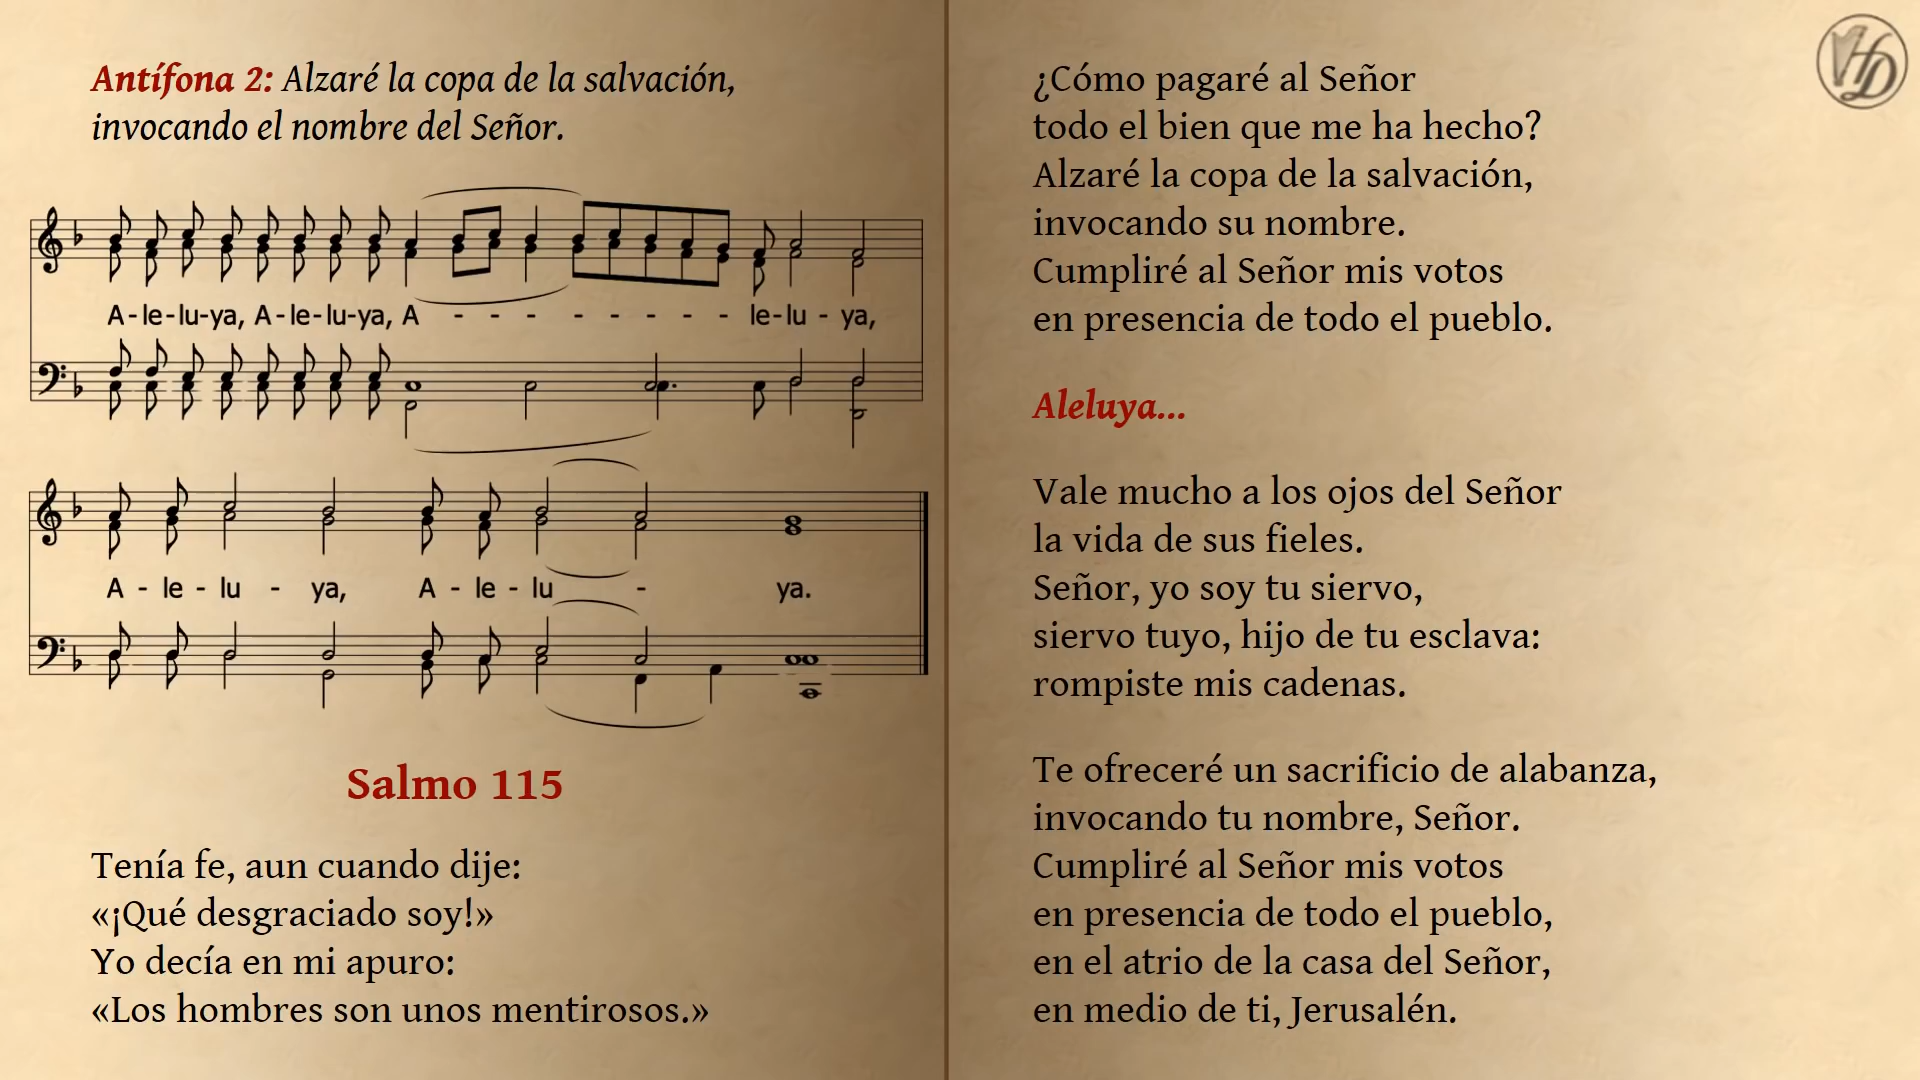 Antífona 2: Alzaré la copa de la salvación,
invocando el nombre del Señor.
A-le-lu-ya, A-le-lu-ya, A - - - - - - - - le-lu - ya,
A - le - lu - ya, A - le - lu - ya.
Salmo 115
Tenía fe, aun cuando dije:
«¡Qué desgraciado soy!»
Yo decía en mi apuro:
«Los hombres son unos mentirosos.»
¿Cómo pagaré al Señor
todo el bien que me ha hecho?
Alzaré la copa de la salvación,
invocando su nombre.
Cumpliré al Señor mis votos
en presencia de todo el pueblo.
Aleluya...
Vale mucho a los ojos del Señor
la vida de sus fieles.
Señor, yo soy tu siervo,
siervo tuyo, hijo de tu esclava:
rompiste mis cadenas.
Te ofreceré un sacrificio de alabanza,
invocando tu nombre, Señor.
Cumpliré al Señor mis votos
en presencia de todo el pueblo,
en el atrio de la casa del Señor,
en medio de ti, Jerusalén.
HD